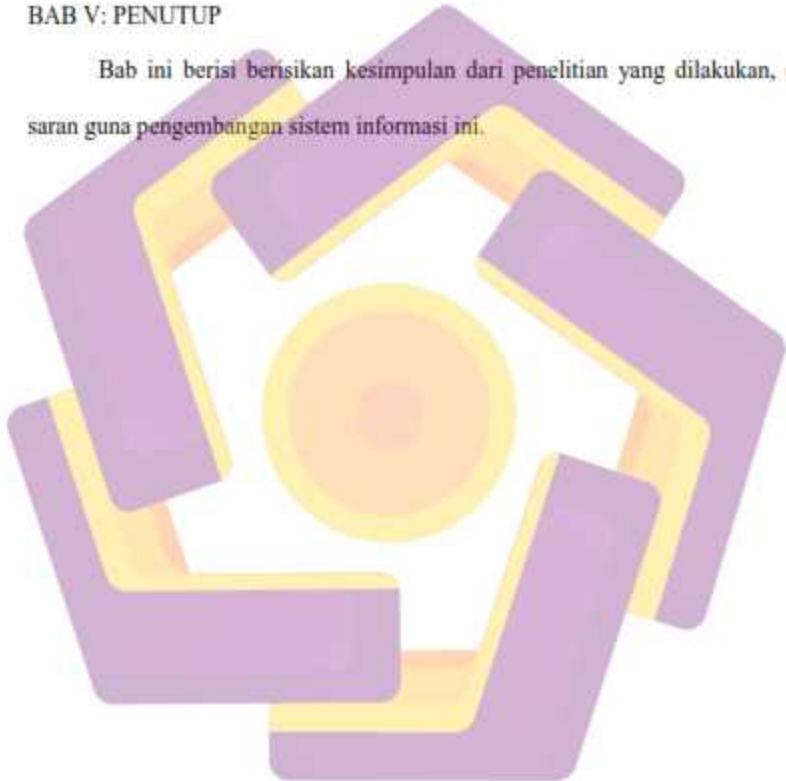 BAB V: PENUTUP
Bab ini berisi berisikan kesimpulan dari penelitian yang dilakukan,
saran guna pengembangan sistem informasi ini.